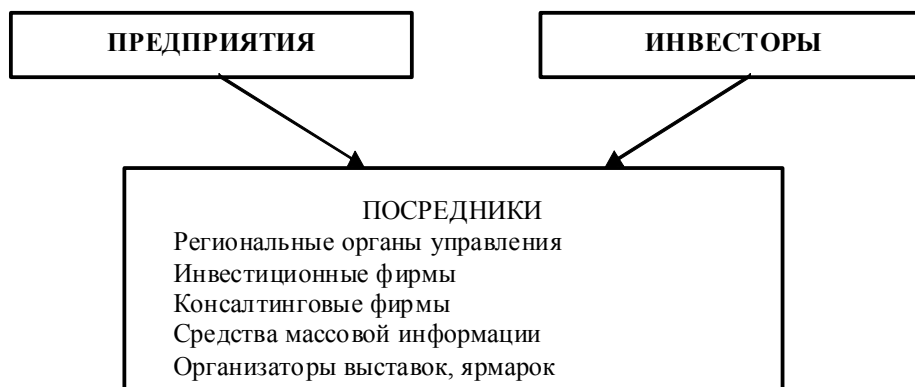 ПРЕДПРИЯТИЯ
ИНВЕСТОРЫ
ПОСРЕДНИКИ
Региональные органы управления
Инвестиционные фирмы
Консалтинговые фирмы
Средства массовой информации
Организаторы выставок, ярмарок